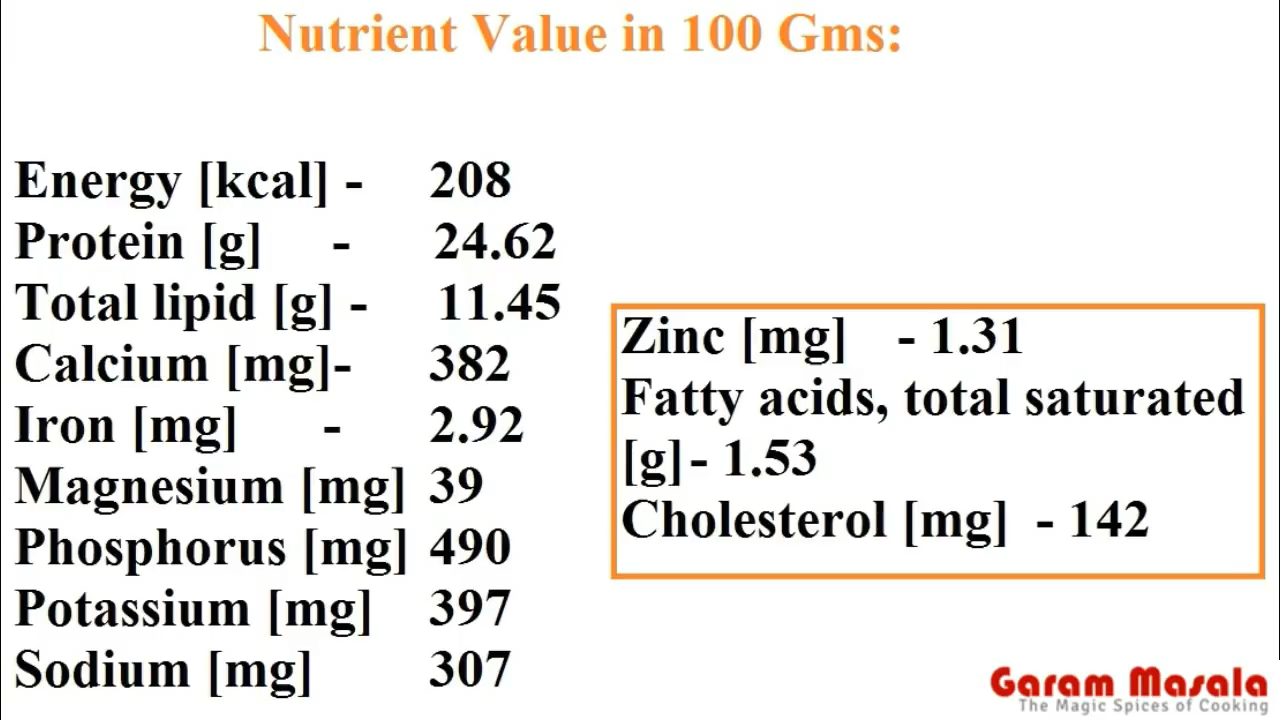 Nutrient Value in 100 Gms:
Energy [kcal] - 208
Protein [g] - 24.62
Total lipid [g] - 11.45
Calcium [mg]- 382
Iron [mg] - 2.92
Magnesium [mg] 39
Phosphorus [mg] 490
Potassium [mg] 397
Sodium [mg] 307
Zinc [mg] - 1.31
Fatty acids, total saturated
[g]- 1.53
Cholesterol [mg] - 142
Garam Masala
The Magic Spices of Cooking